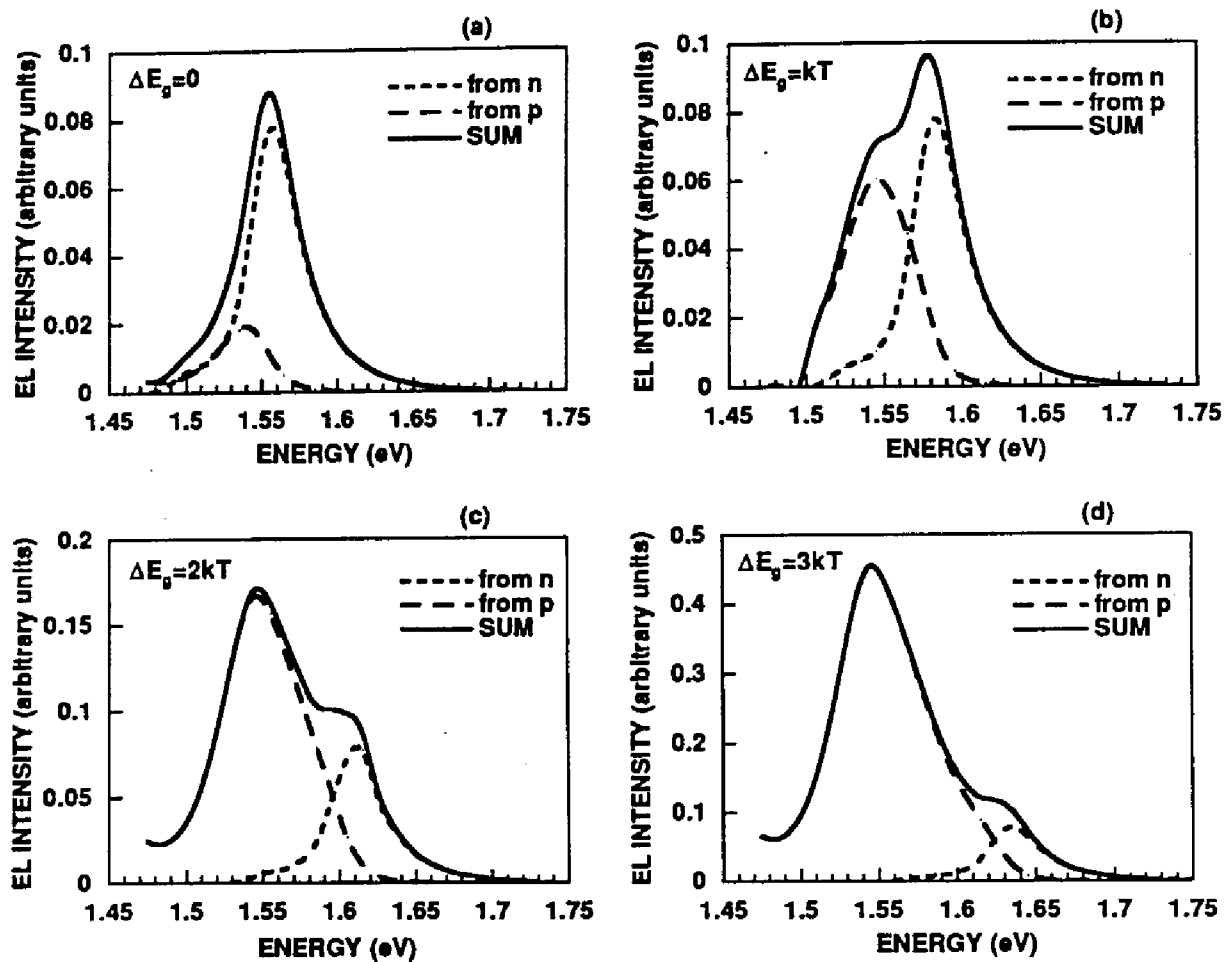 (a)
ΔEg=0
from n
from p
SUM
EL INTENSITY (arbitrary units)
0.1
0.08
0.06
0.04
0.02
0
1.45 1.5 1.55 1.6 1.65 1.7 1.75
ENERGY (eV)
(b)
ΔEg=kT
from n
from p
SUM
EL INTENSITY (arbitrary units)
0.1
0.08
0.06
0.04
0.02
0
1.45 1.5 1.55 1.6 1.65 1.7 1.75
ENERGY (eV)
(c)
ΔEg=2kT
from n
from p
SUM
EL INTENSITY (arbitrary units)
0.2
0.15
0.1
0.05
0
1.45 1.5 1.55 1.6 1.65 1.7 1.75
ENERGY (eV)
(d)
ΔEg=3kT
from n
from p
SUM
EL INTENSITY (arbitrary units)
0.5
0.4
0.3
0.2
0.1
0
1.45 1.5 1.55 1.6 1.65 1.7 1.75
ENERGY (eV)